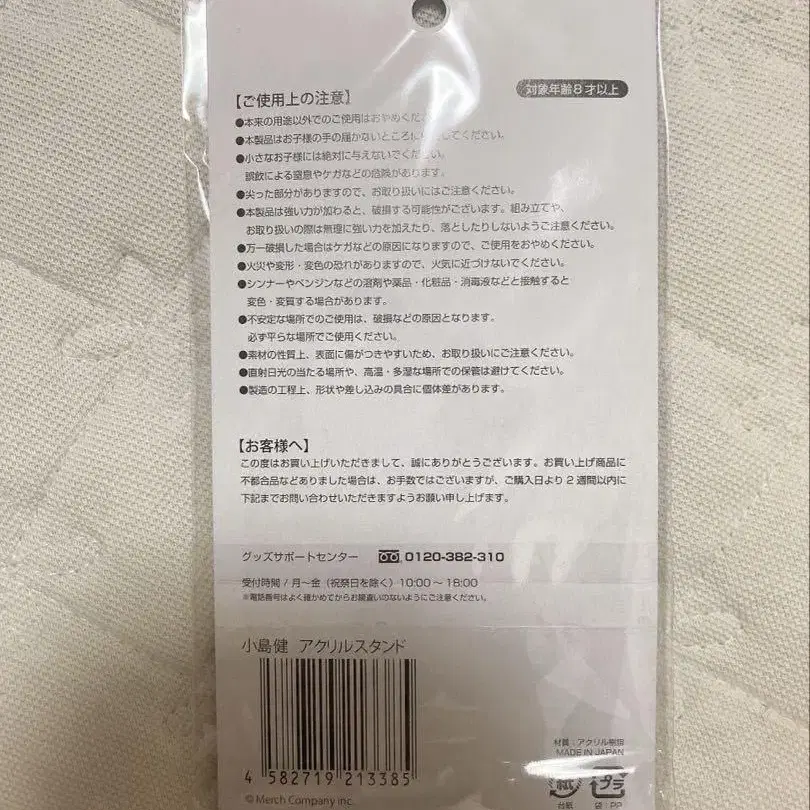 対象年齢8才以上
【ご使用上の注意】
●本来の用途以外でのご使用はおやめくだ
●本製品はお子様の手の届かないところに してください。
●小さなお子様には絶対に与えないでください。
誤飲による窒息やケガなどの危険があります。
●尖った部分がありますので、お取り扱いにはご注意ください。
●本製品は強い力が加わると、破損する可能性がございます。組み立てや、
お取り扱いの際は無理に強い力を加えたり、落としたりしないようご注意ください。
●万一破損した場合はケガなどの原因になりますので、ご使用をおやめください。
●火災や変形・変色の恐れがありますので、火気に近づけないでください。
●シンナーやベンジンなどの溶剤や薬品・化粧品・消毒液などと接触すると
変色・変質する場合があります。
●不安定な場所でのご使用は、破損などの原因となります。
必ず平らな場所でご使用ください。
●素材の性質上、表面に傷がつきやすいため、お取り扱いにご注意ください。
●直射日光の当たる場所や、高温・多湿な場所での保管は避けてください。
●製造の工程上、形状や差し込みの具合に個体差があります。
【お客様へ】
この度はお買い上げいただきまして、誠にありがとうございます。お買い上げ商品に
不都合品などありました場合は、お手数ではございますが、ご購入日より2週間以内に
下記までお問い合わせいただきますようお願い申し上げます。
グッズサポートセンター 0120-382-310
受付時間 / 月〜金（祝祭日を除く）10:00〜18:00
※電話番号はよく確かめてからお掛違いのないようにご注意ください。
小島健 アクリルスタンド
4 582719 213385
© Merch Company inc.
材質:アクリル樹脂
MADE IN JAPAN
紙 プラ
台紙 袋:PP